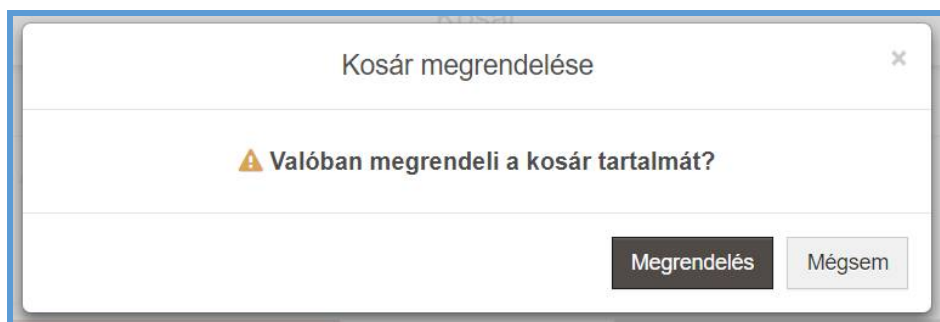 Kosár megrendelése
×
Valóban megrendeli a kosár tartalmát?
Megrendelés
Mégsem